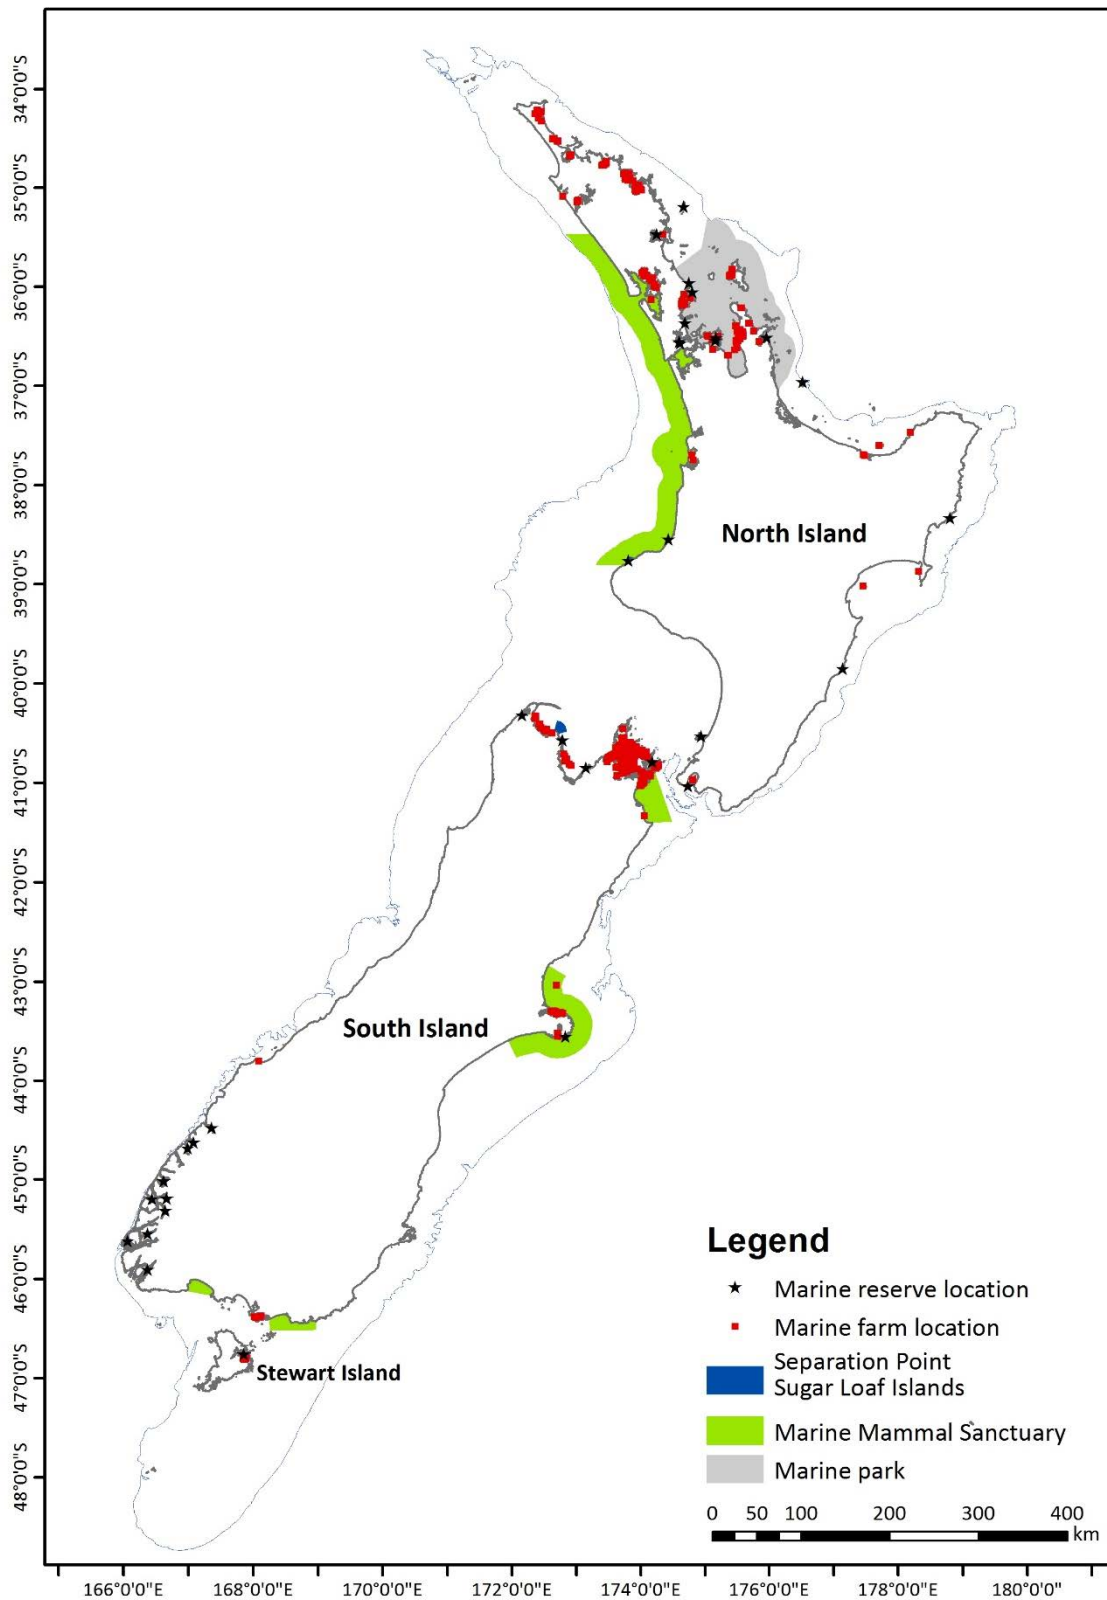 34°0'0"S
35°0'0"S
36°0'0"S
37°0'0"S
38°0'0"S
39°0'0"S
40°0'0"S
41°0'0"S
42°0'0"S
43°0'0"S
44°0'0"S
45°0'0"S
46°0'0"S
47°0'0"S
48°0'0"S
North Island
South Island
Stewart Island
Legend
Marine reserve location
Marine farm location
Separation Point
Sugar Loaf Islands
Marine Mammal Sanctuary
Marine park
0 50 100 200 300 400
km
166°0'0"E 168°0'0"E 170°0'0"E 172°0'0"E 174°0'0"E 176°0'0"E 178°0'0"E 180°0'0"